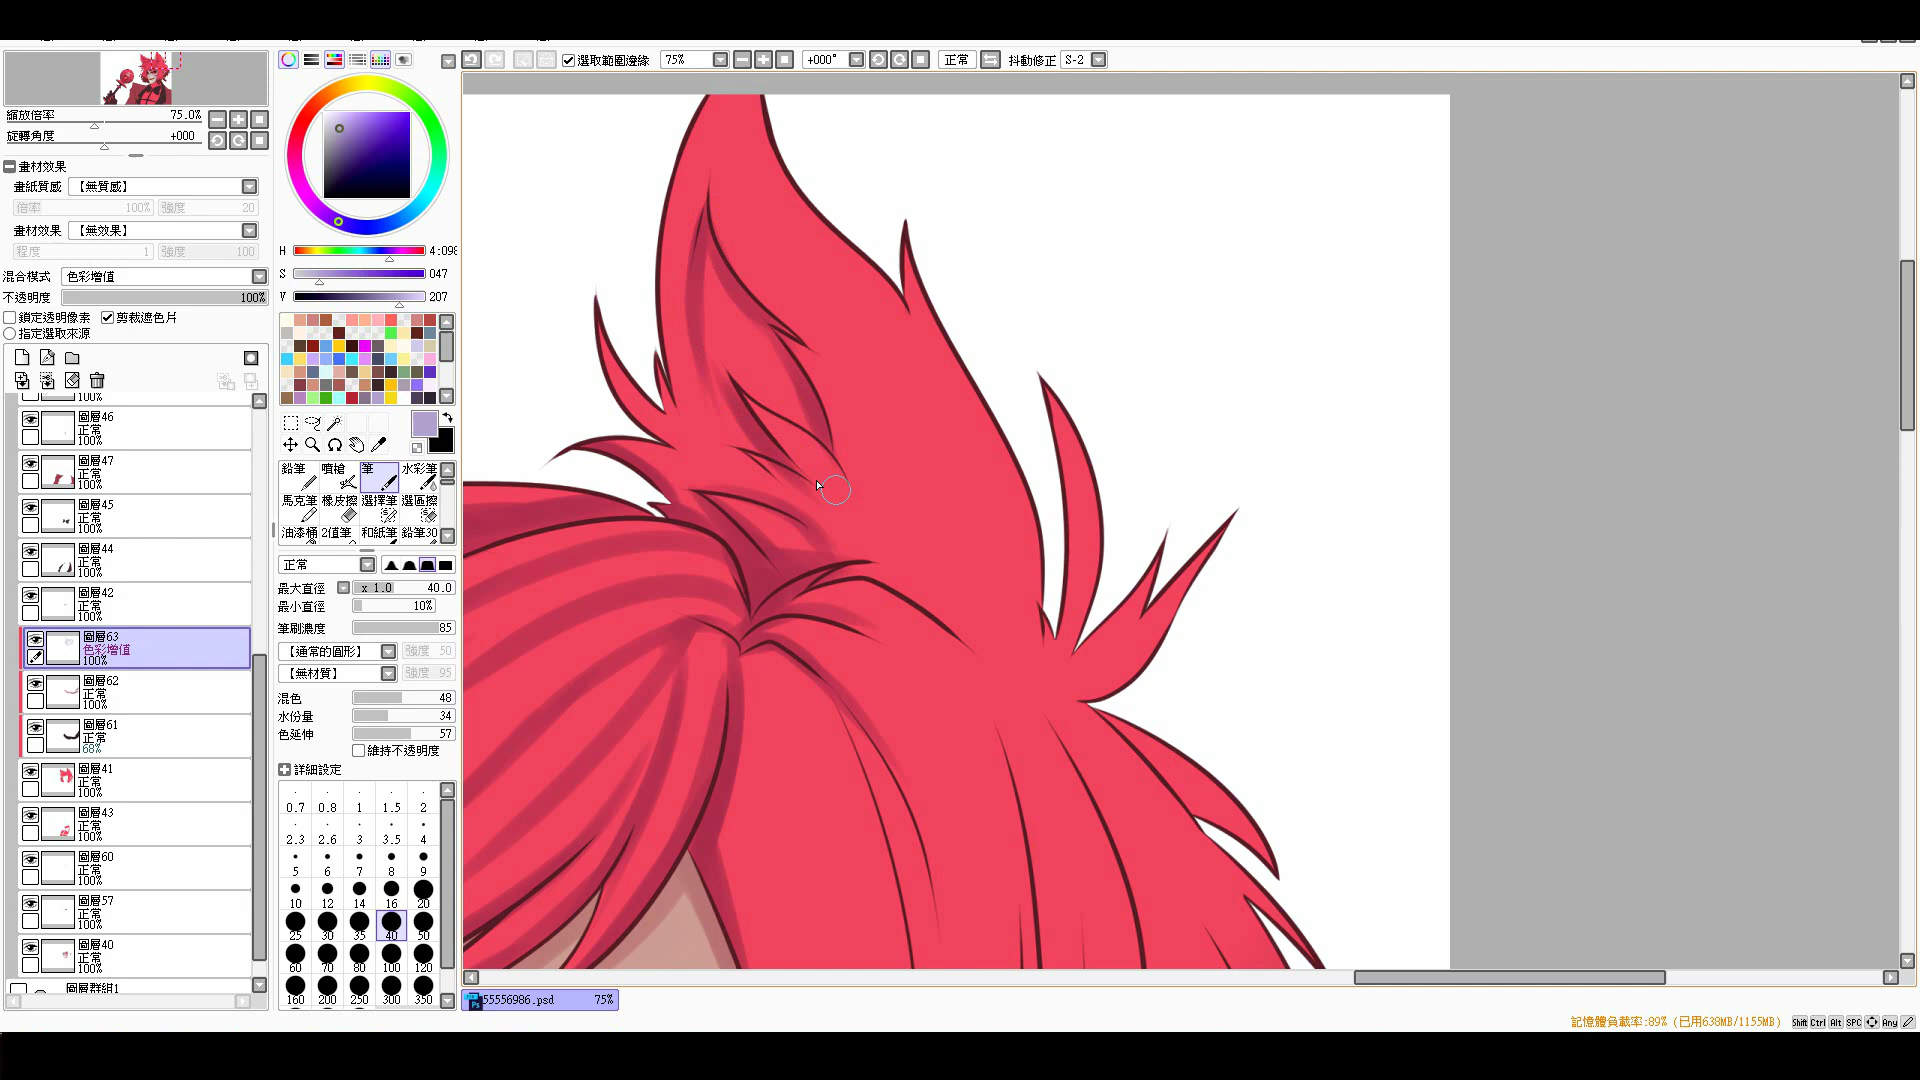 選取範圍邊緣 75% +000° 正常 抖動修正 S-2
縮放倍率 75.0%
旋轉角度 +000
畫材效果
畫紙質感 【無質感】
倍率 100% 強度 20
畫材效果 【無效果】
程度 1 強度 100
混合模式 色彩增值
不透明度 100%
鎖定透明像素 剪裁遮色片
指定選取來源
100%
圖層46
正常
100%
圖層47
正常
100%
圖層45
正常
100%
圖層44
正常
100%
圖層42
正常
100%
圖層63
色彩增值
100%
圖層62
正常
100%
圖層61
正常
68%
圖層41
正常
100%
圖層43
正常
100%
圖層60
正常
100%
圖層57
正常
100%
圖層40
正常
100%
圖層群組1
H 4:098
S 047
V 207
鉛筆 噴槍 筆 水彩筆
馬克筆 橡皮擦 選擇筆 選區擦
油漆桶 2值筆 和紙筆 鉛筆30
正常
最大直徑 x 1.0 40.0
最小直徑 10%
筆刷濃度 85
【通常的圓形】 強度 50
【無材質】 強度 95
混色 48
水份量 34
色延伸 57
維持不透明度
詳細設定
0.7 0.8 1 1.5 2
2.3 2.6 3 3.5 4
5 6 7 8 9
10 12 14 16 20
25 30 35 40 50
60 70 80 100 120
160 200 250 300 350
55556986.psd 75%
記憶體負載率:89% (已用638MB/1155MB) Shift Ctrl Alt SPC Any